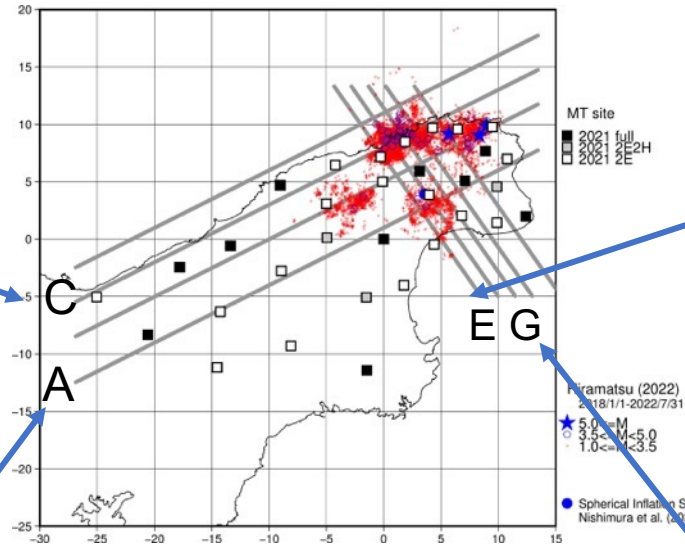 20
15
10
5
0
−5
−10
−15
−20
−25
−30
−25
−20
−15
−10
−5
0
5
10
15
C
A
E G
MT site
2021 full
2021 2E2H
2021 2E
Hiramatsu (2022)
2018/1/1-2022/7/31
5.0<=M
3.5<=M<5.0
1.0<=M<3.5
Spherical Inflation S
Nishimura et al. (20